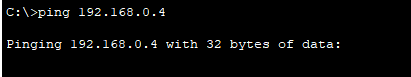 C:\>ping 192.168.0.4
Pinging 192.168.0.4 with 32 bytes of data: